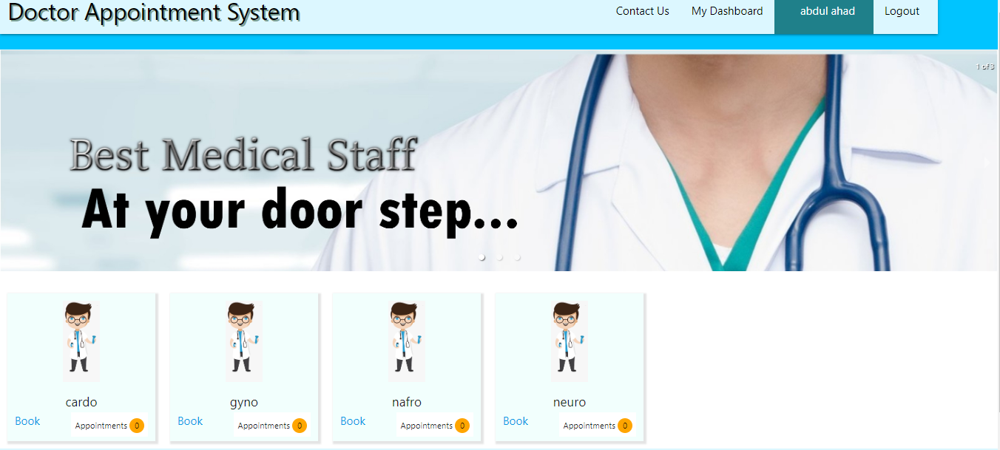 Doctor Appointment System
Contact Us My Dashboard abdul ahad Logout
1 of 3
Best Medical Staff
At your door step...
cardo
Book Appointments 0
gyno
Book Appointments 0
nafro
Book Appointments 0
neuro
Book Appointments 0